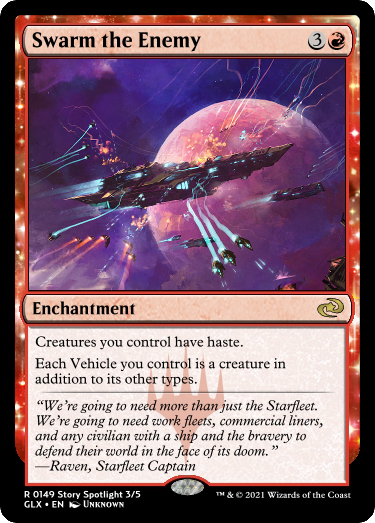 Swarm the Enemy 3
Enchantment
Creatures you control have haste.
Each Vehicle you control is a creature in
addition to its other types.
“We’re going to need more than just the Starfleet.
We’re going to need work fleets, commercial liners,
and any civilian with a ship and the bravery to
defend their world in the face of its doom.”
—Raven, Starfleet Captain
R 0149 Story Spotlight 3/5
GLX • EN Unknown
™ & © 2021 Wizards of the Coast